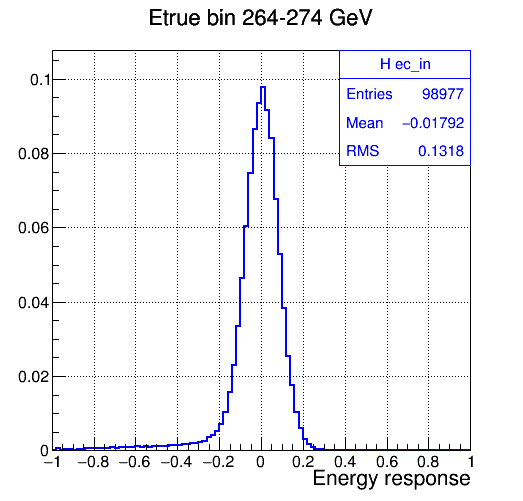 Etrue bin 264-274 GeV
H ec_in
Entries 98977
Mean −0.01792
RMS 0.1318
0.1
0.08
0.06
0.04
0.02
0
−1 −0.8 −0.6 −0.4 −0.2 0 0.2 0.4 0.6 0.8 1
Energy response